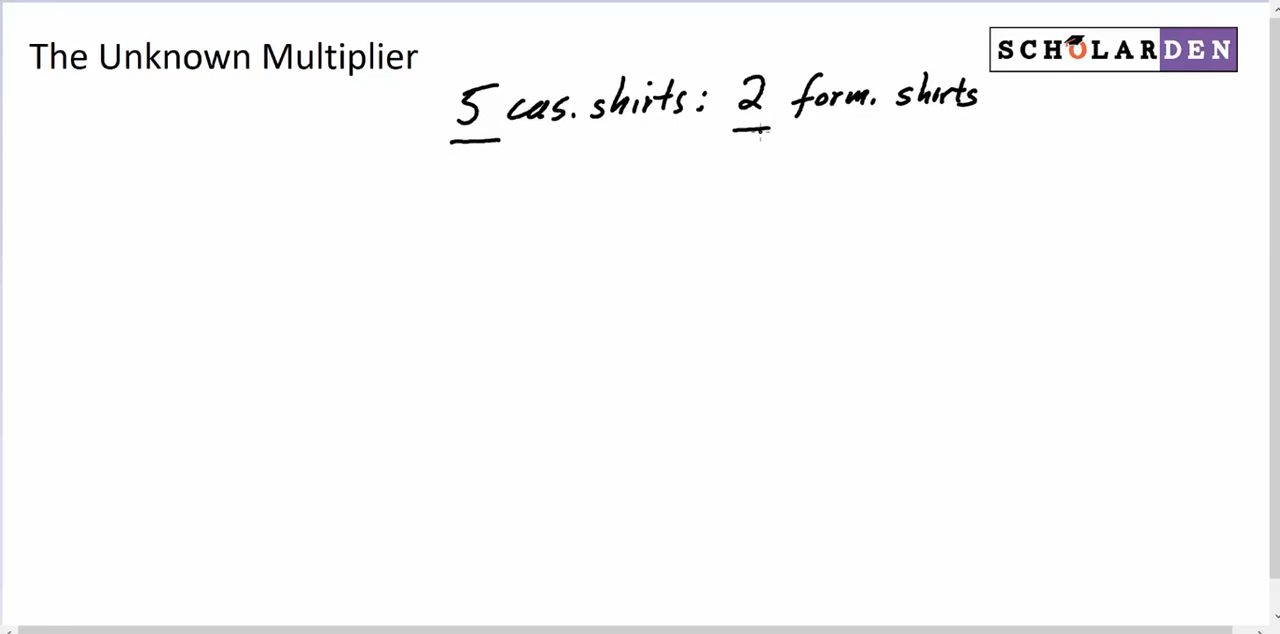 The Unknown Multiplier
SCHOLARDEN
5 cas. shirts: 2 form. shirts